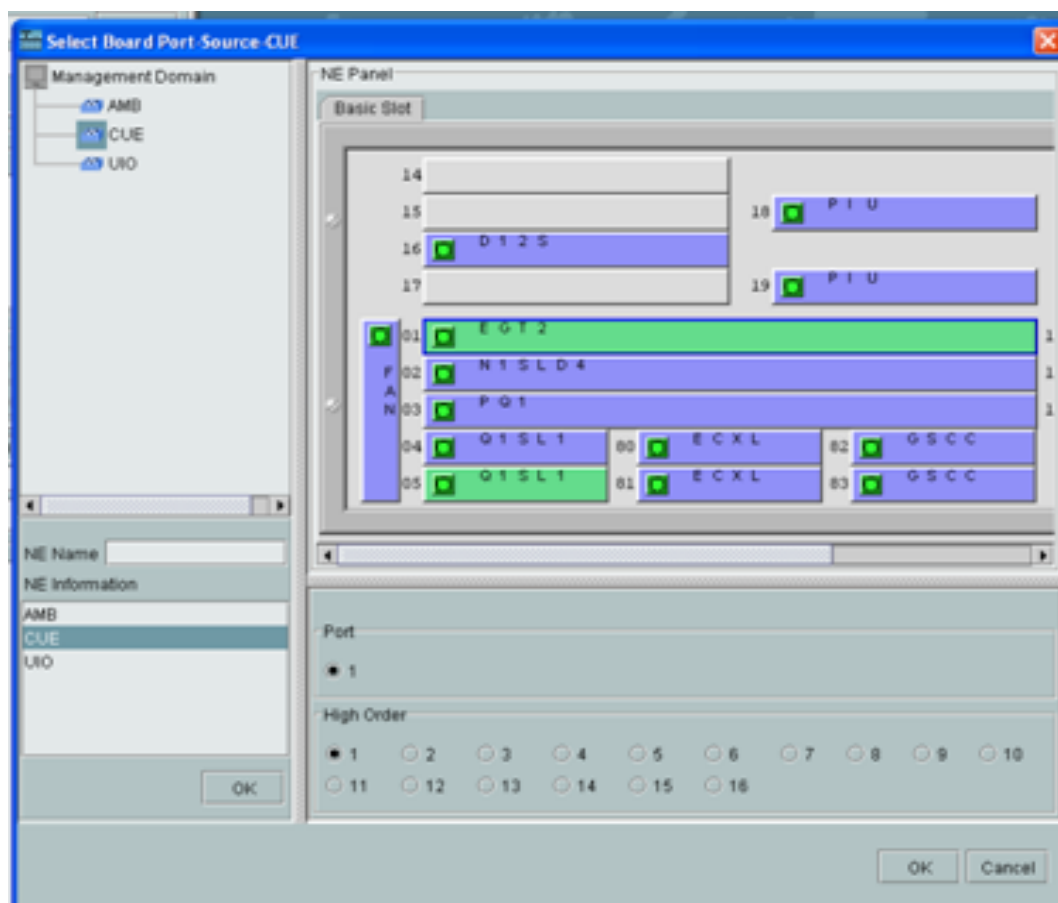 Select Board Port-Source-CUE
Management Domain
AMB
CUE
UIO
NE Name
NE Information
AMB
CUE
UIO
OK
NE Panel
Basic Slot
14
15
18 PIU
16 D12S
17
19 PIU
01 EGT2 1
FAN
02 N1SLD4 1
03 PQ1 1
04 Q1SL1 80 ECXL 82 GSCC
05 Q1SL1 81 ECXL 83 GSCC
Port
1
High Order
1 2 3 4 5 6 7 8 9 10
11 12 13 14 15 16
OK Cancel